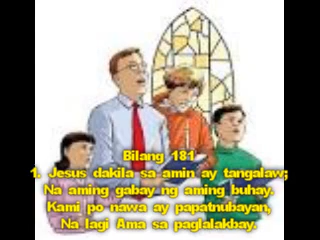 Bilang 181
1. Jesus dakila sa amin ay tangalaw;
Na aming gabay ng aming buhay.
Kami po nawa ay papatnubayan,
Na lagi Ama sa paglalakbay.